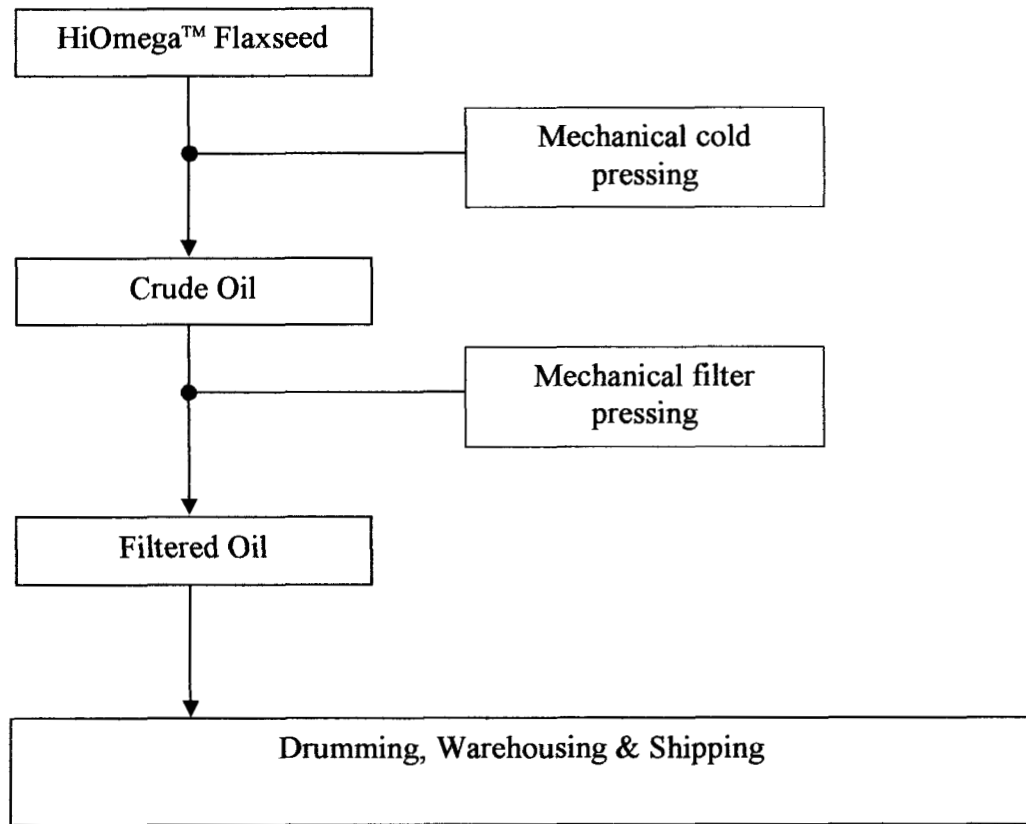 HiOmega™ Flaxseed
Mechanical cold
pressing
Crude Oil
Mechanical filter
pressing
Filtered Oil
Drumming, Warehousing & Shipping